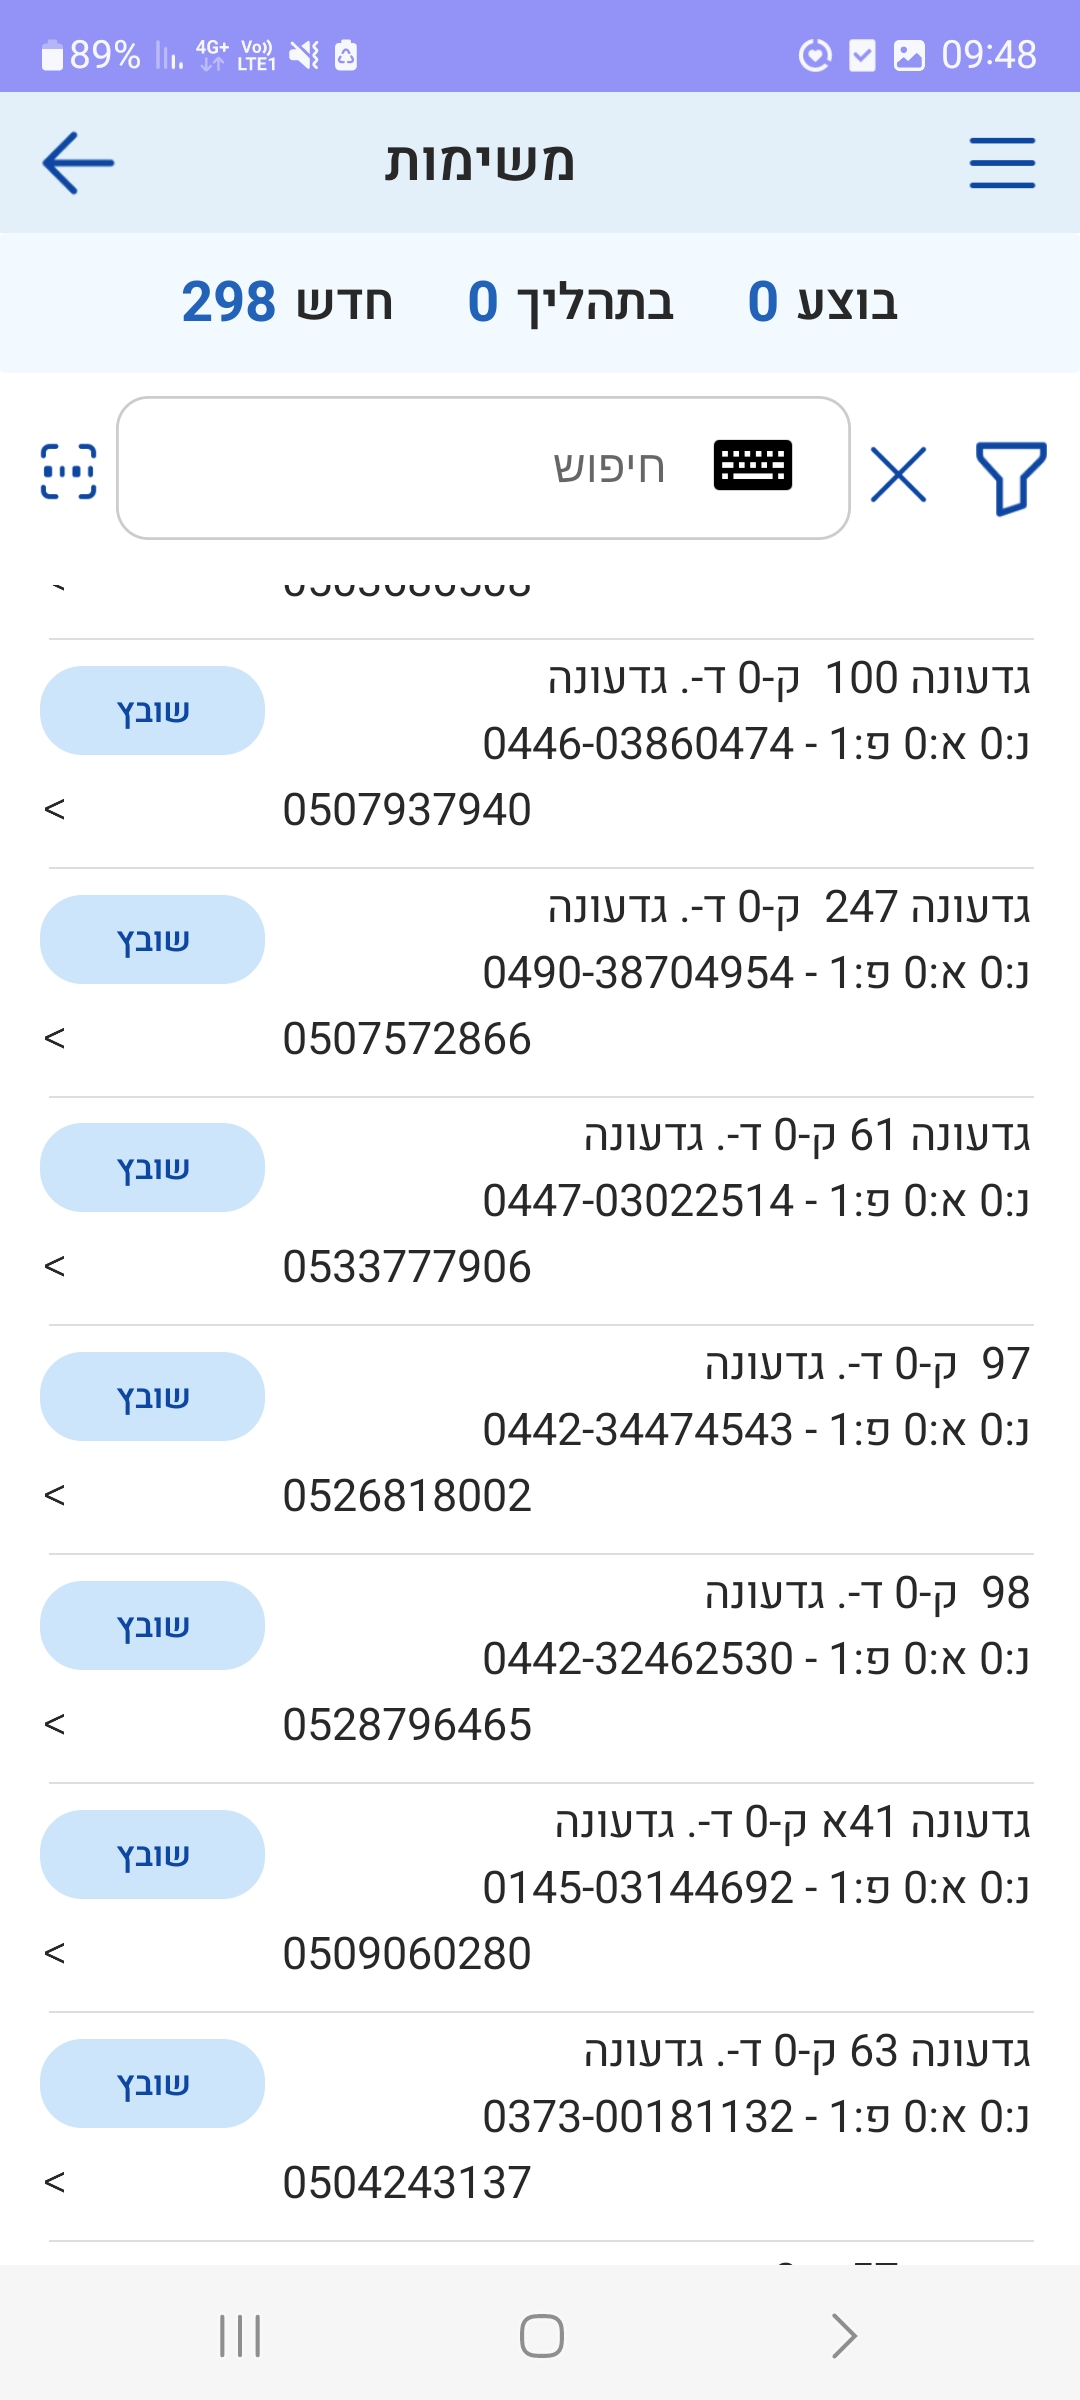 89% 4G+ Vo)) LTE1 09:48
משימות
בוצע 0 בתהליך 0 חדש 298
חיפוש
גדעונה 100 ק-0 ד-. גדעונה
שובץ
נ:0 א:0 פ:1 - 0446-03860474
0507937940 <
גדעונה 247 ק-0 ד-. גדעונה
שובץ
נ:0 א:0 פ:1 - 0490-38704954
0507572866 <
גדעונה 61 ק-0 ד-. גדעונה
שובץ
נ:0 א:0 פ:1 - 0447-03022514
0533777906 <
97 ק-0 ד-. גדעונה
שובץ
נ:0 א:0 פ:1 - 0442-34474543
0526818002 <
98 ק-0 ד-. גדעונה
שובץ
נ:0 א:0 פ:1 - 0442-32462530
0528796465 <
גדעונה 41א ק-0 ד-. גדעונה
שובץ
נ:0 א:0 פ:1 - 0145-03144692
0509060280 <
גדעונה 63 ק-0 ד-. גדעונה
שובץ
נ:0 א:0 פ:1 - 0373-00181132
0504243137 <